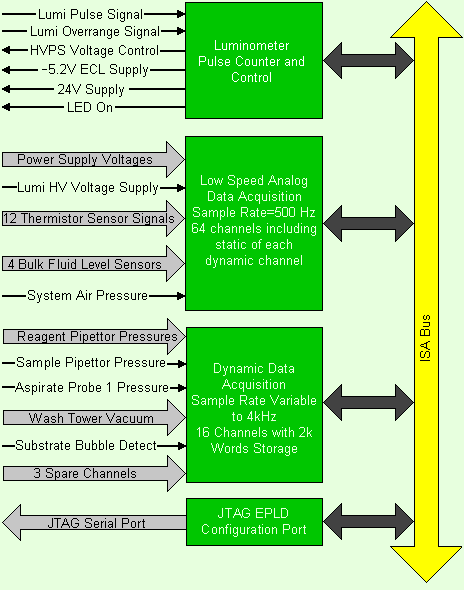 Lumi Pulse Signal
Lumi Overrange Signal
HVPS Voltage Control
-5.2V ECL Supply
24V Supply
LED On
Luminometer
Pulse Counter and
Control
Power Supply Voltages
Lumi HV Voltage Supply
12 Thermistor Sensor Signals
4 Bulk Fluid Level Sensors
System Air Pressure
Low Speed Analog
Data Acquisition
Sample Rate=500 Hz
64 channels including
static of each
dynamic channel
Reagent Pipettor Pressures
Sample Pipettor Pressure
Aspirate Probe 1 Pressure
Wash Tower Vacuum
Substrate Bubble Detect
3 Spare Channels
Dynamic Data
Acquisition
Sample Rate Variable
to 4kHz
16 Channels with 2k
Words Storage
JTAG Serial Port
JTAG EPLD
Configuration Port
ISA Bus